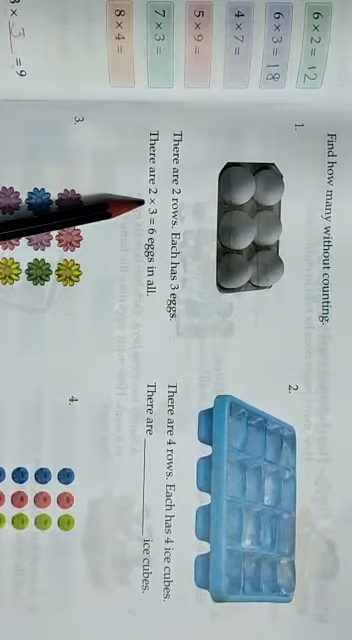 6 × 2 = 12
6 × 3 = 18
4 × 7 =
5 × 9 =
7 × 3 =
8 × 4 =
× 3 = 9
Find how many without counting.
1.
There are 2 rows. Each has 3 eggs.
There are 2 × 3 = 6 eggs in all.
2.
There are 4 rows. Each has 4 ice cubes.
There are ________ ice cubes.
3.
4.